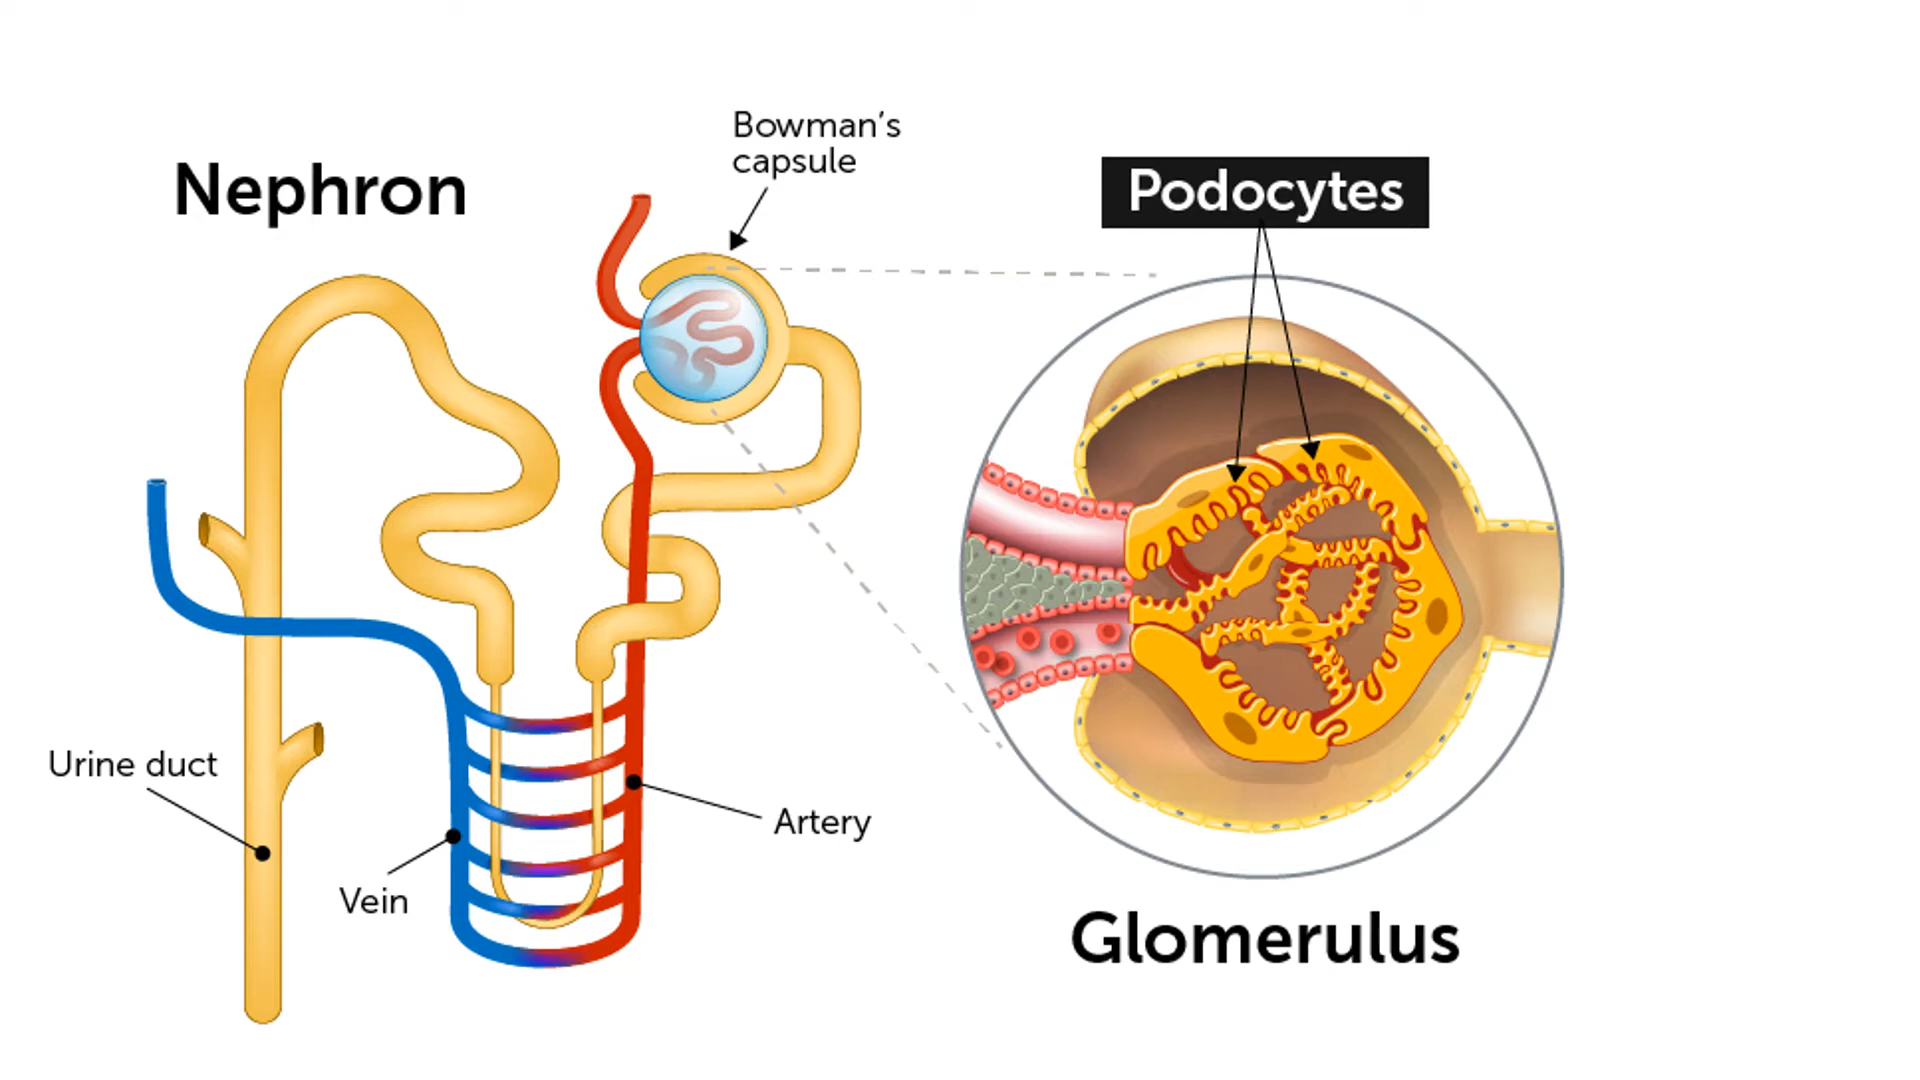 Nephron
Bowman's
capsule
Podocytes
Urine duct
Vein
Artery
Glomerulus